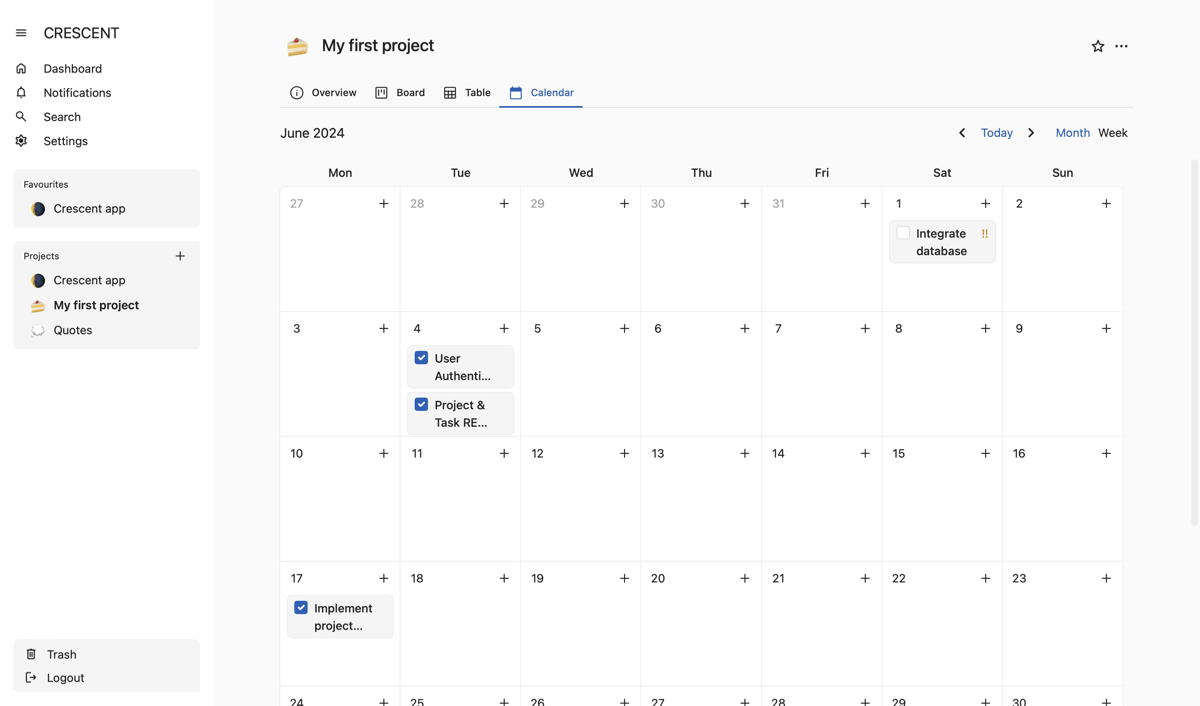 CRESCENT
Dashboard
Notifications
Search
Settings
Favourites
Crescent app
Projects
Crescent app
My first project
Quotes
Trash
Logout
My first project
Overview Board Table Calendar
June 2024
Today Month Week
Mon Tue Wed Thu Fri Sat Sun
27 28 29 30 31 1 2
Integrate !!
database
3 4 5 6 7 8 9
User
Authenti...
Project &
Task RE...
10 11 12 13 14 15 16
17 18 19 20 21 22 23
Implement
project...
24 25 26 27 28 29 30